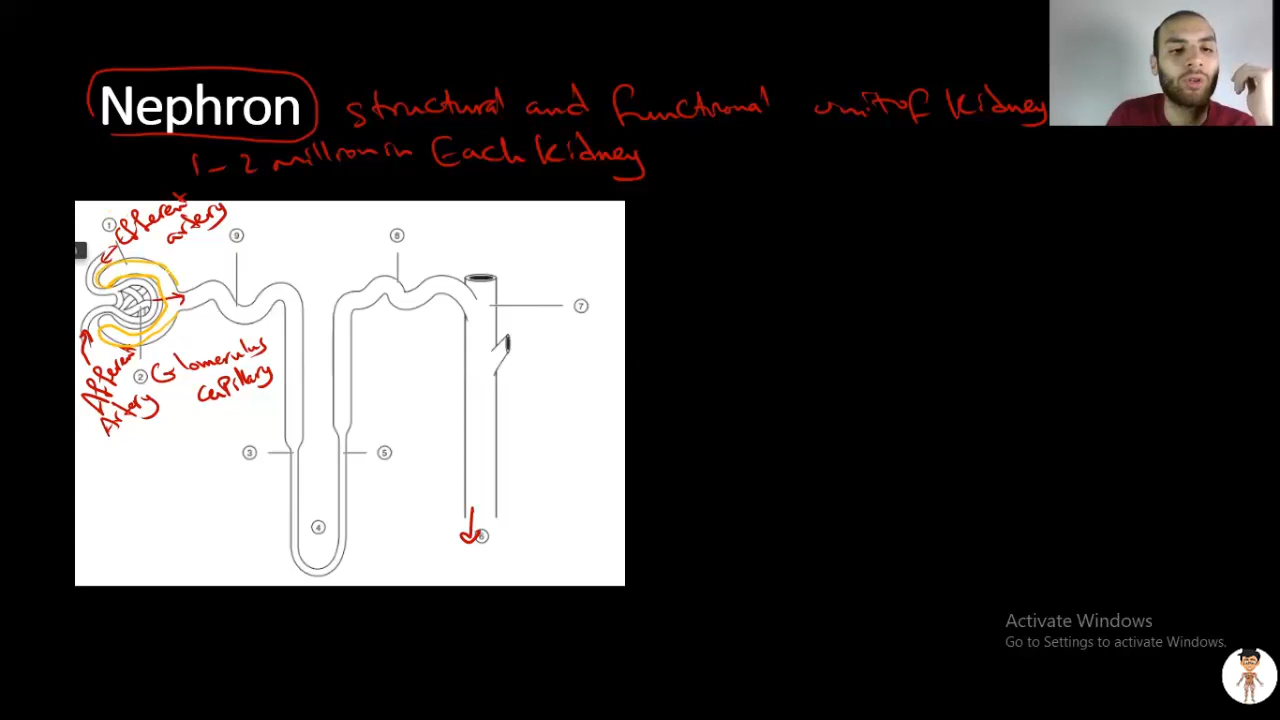 Nephron structural and functional unit of Kidney
1-2 million in Each Kidney
Efferent
artery
1
9
8
7
2
Glomerulus
capillary
Afferent
Artery
3
5
4
6
Activate Windows
Go to Settings to activate Windows.